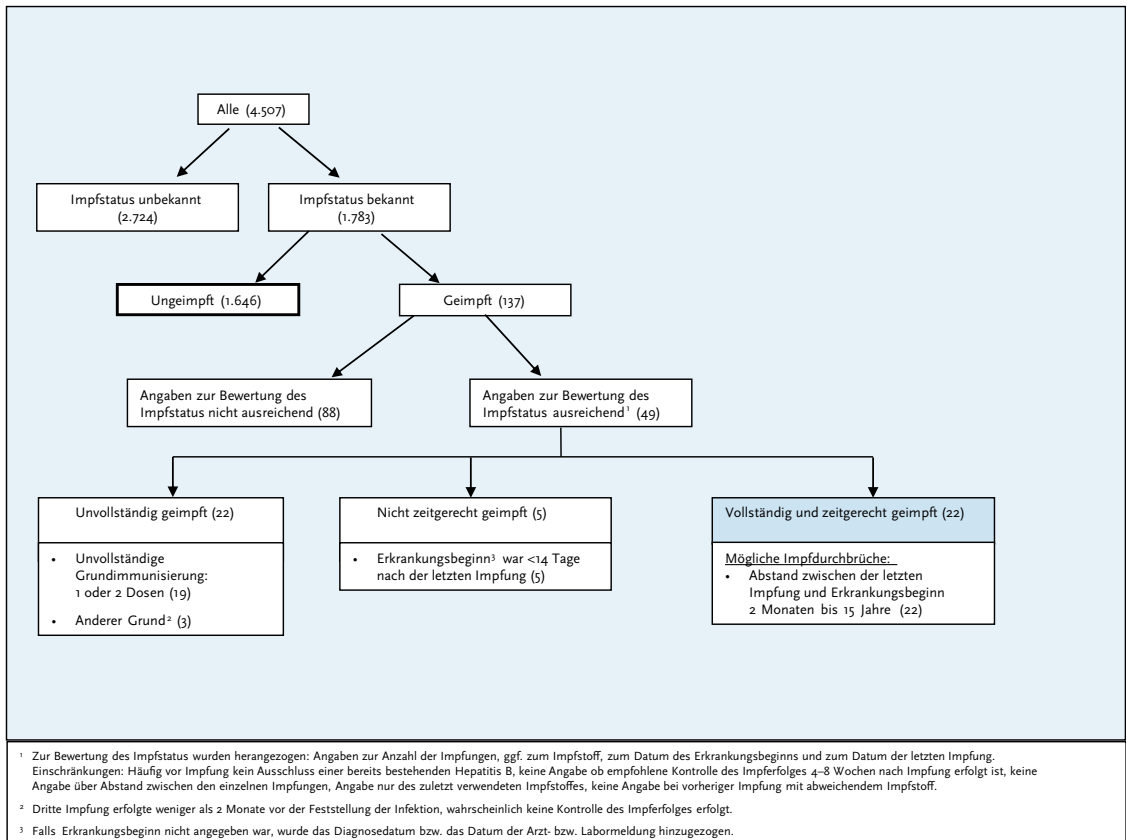 Alle (4.507)
Impfstatus unbekannt
(2.724)
Impfstatus bekannt
(1.783)
Ungeimpft (1.646)
Geimpft (137)
Angaben zur Bewertung des
Impfstatus nicht ausreichend (88)
Angaben zur Bewertung des
Impfstatus ausreichend¹ (49)
Unvollständig geimpft (22)
• Unvollständige
Grundimmunisierung:
1 oder 2 Dosen (19)
• Anderer Grund² (3)
Nicht zeitgerecht geimpft (5)
• Erkrankungsbeginn³ war <14 Tage
nach der letzten Impfung (5)
Vollständig und zeitgerecht geimpft (22)
Mögliche Impfdurchbrüche:
• Abstand zwischen der letzten
Impfung und Erkrankungsbeginn
2 Monaten bis 15 Jahre (22)
¹ Zur Bewertung des Impfstatus wurden herangezogen: Angaben zur Anzahl der Impfungen, ggf. zum Impfstoff, zum Datum des Erkrankungsbeginns und zum Datum der letzten Impfung.
Einschränkungen: Häufig vor Impfung kein Ausschluss einer bereits bestehenden Hepatitis B, keine Angabe ob empfohlene Kontrolle des Impferfolges 4–8 Wochen nach Impfung erfolgt ist, keine
Angabe über Abstand zwischen den einzelnen Impfungen, Angabe nur des zuletzt verwendeten Impfstoffes, keine Angabe bei vorheriger Impfung mit abweichendem Impfstoff.
² Dritte Impfung erfolgte weniger als 2 Monate vor der Feststellung der Infektion, wahrscheinlich keine Kontrolle des Impferfolges erfolgt.
³ Falls Erkrankungsbeginn nicht angegeben war, wurde das Diagnosedatum bzw. das Datum der Arzt- bzw. Labormeldung hinzugezogen.